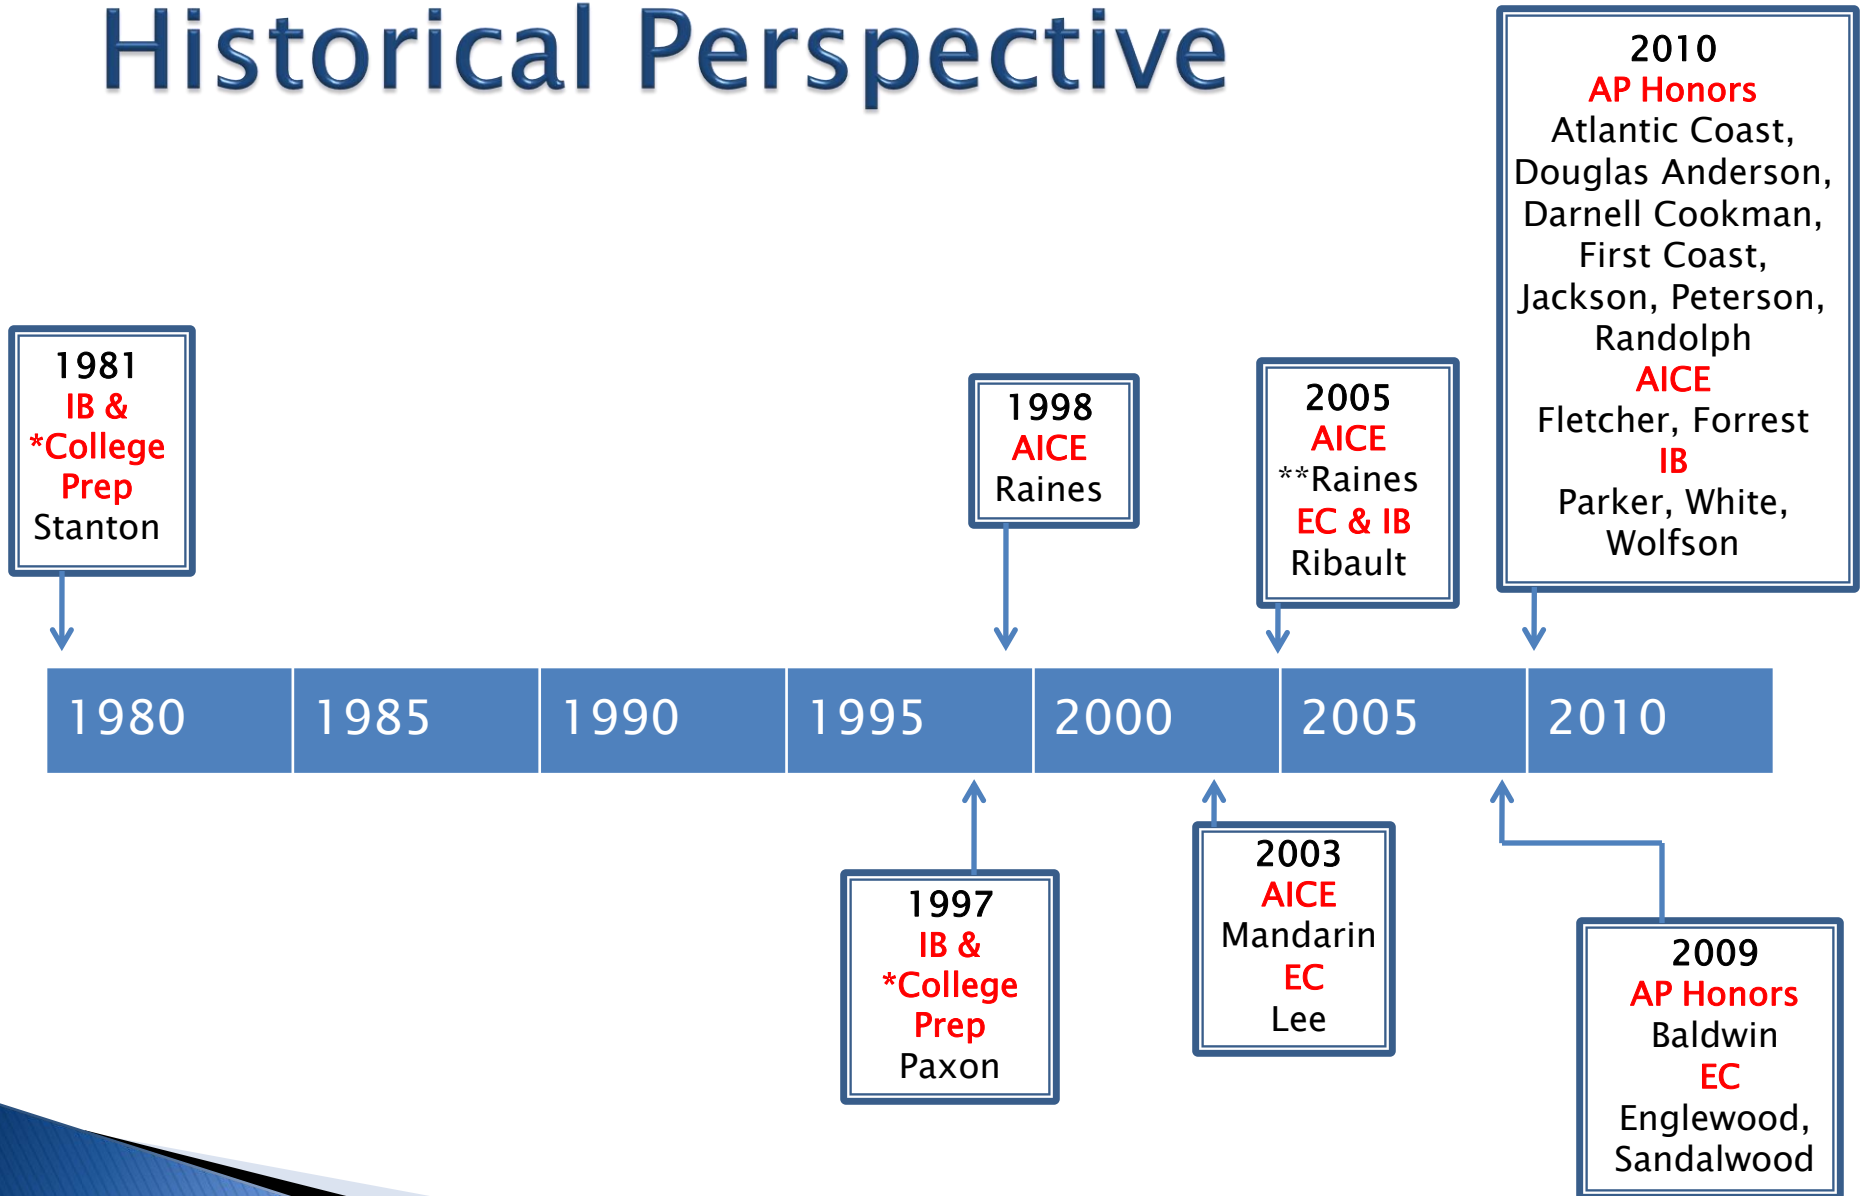 Historical Perspective
1981
IB &
*College
Prep
Stanton
1998
AICE
Raines
2005
AICE
**Raines
EC & IB
Ribault
2010
AP Honors
Atlantic Coast,
Douglas Anderson,
Darnell Cookman,
First Coast,
Jackson, Peterson,
Randolph
AICE
Fletcher, Forrest
IB
Parker, White,
Wolfson
1980
1985
1990
1995
2000
2005
2010
1997
IB &
*College
Prep
Paxon
2003
AICE
Mandarin
EC
Lee
2009
AP Honors
Baldwin
EC
Englewood,
Sandalwood